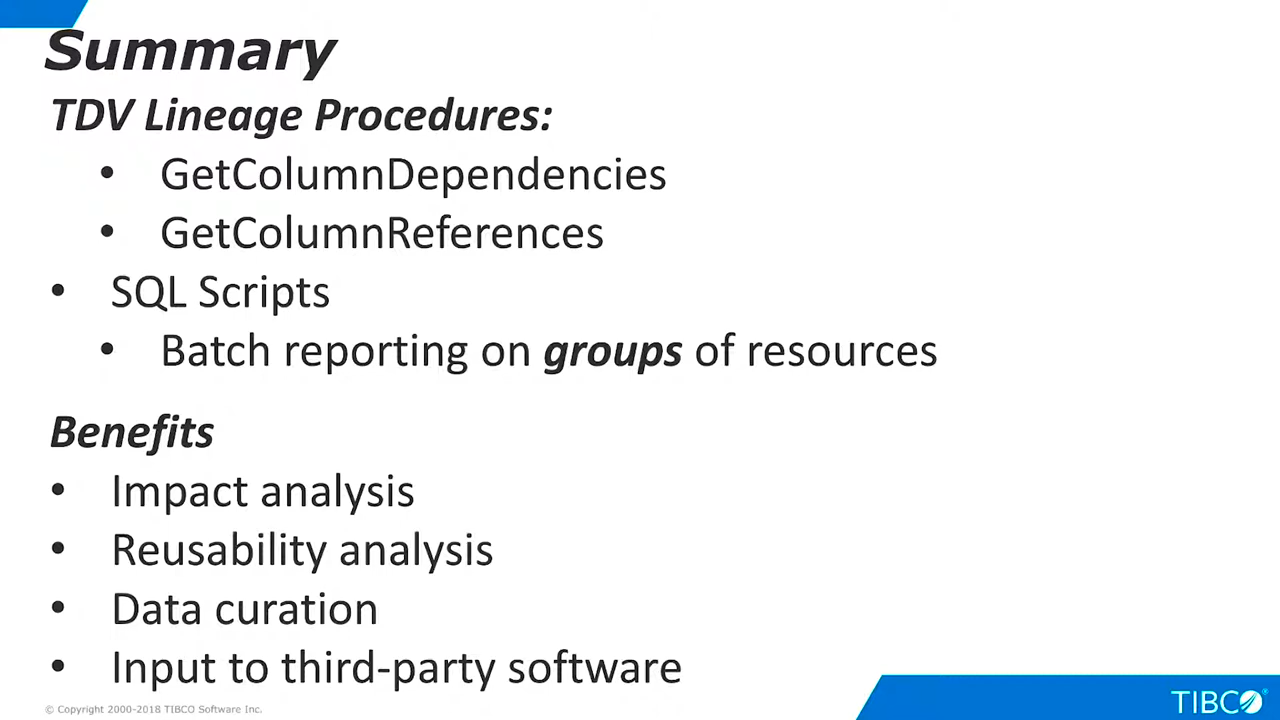 Summary
TDV Lineage Procedures:
• GetColumnDependencies
• GetColumnReferences
• SQL Scripts
• Batch reporting on groups of resources
Benefits
• Impact analysis
• Reusability analysis
• Data curation
• Input to third-party software
© Copyright 2000-2018 TIBCO Software Inc.
TIBCO®